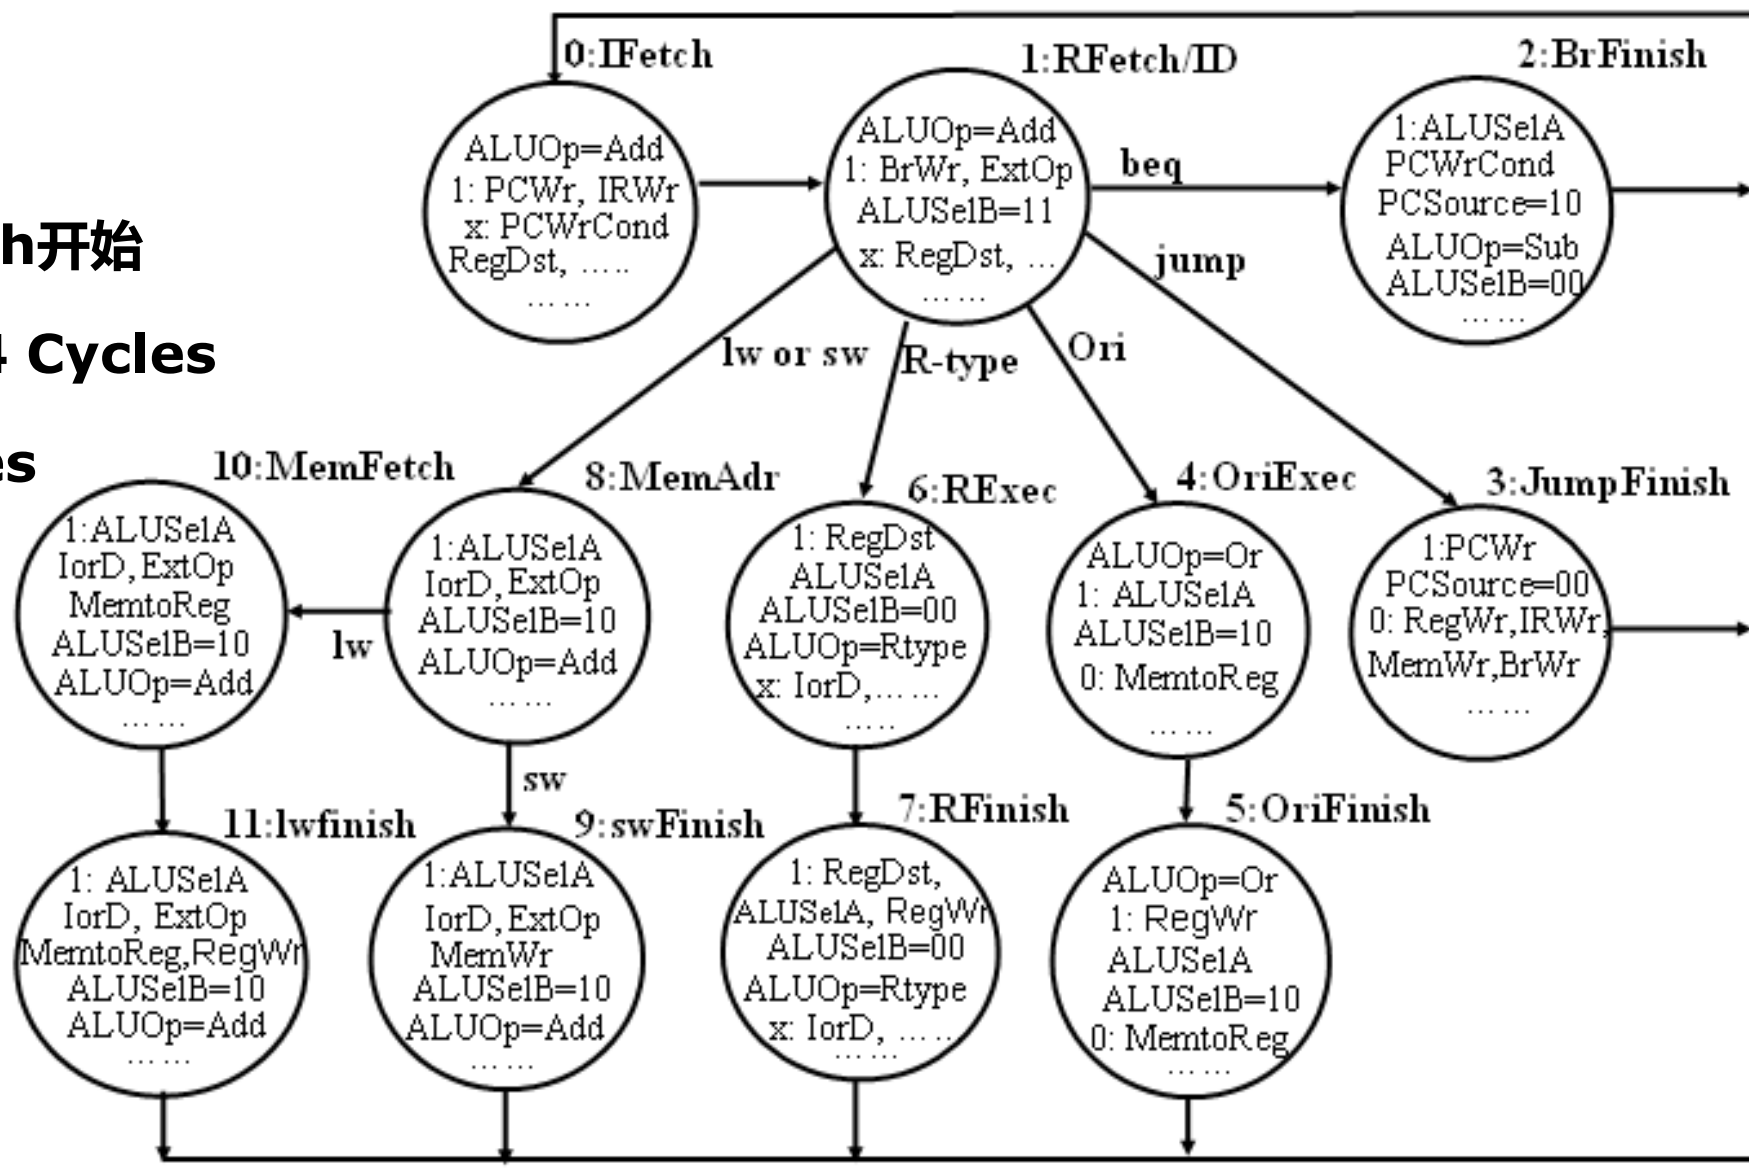 0:IFetch
ALUOp=Add
1: PCWr, IRWr
x: PCWrCond
RegDst, .....
......
1:RFetch/ID
ALUOp=Add
1: BrWr, ExtOp
ALUSelB=11
x: RegDst, ...
......
beq
2:BrFinish
1:ALUSelA
PCWrCond
PCSource=10
ALUOp=Sub
ALUSelB=00
......
h开始
4 Cycles
es
lw or sw
R-type
Ori
jump
10:MemFetch
1:ALUSelA
IorD,ExtOp
MemtoReg
ALUSelB=10
ALUOp=Add
......
lw
8:MemAdr
1:ALUSelA
IorD,ExtOp
ALUSelB=10
ALUOp=Add
......
sw
6:RExec
1: RegDst
ALUSelA
ALUSelB=00
ALUOp=Rtype
x: IorD,......
.....
4:OriExec
ALUOp=Or
1: ALUSelA
ALUSelB=10
0: MemtoReg
......
3:JumpFinish
1:PCWr
PCSource=00
0: RegWr,IRWr,
MemWr,BrWr
......
11:lwfinish
1: ALUSelA
IorD, ExtOp
MemtoReg,RegWr
ALUSelB=10
ALUOp=Add
......
9:swFinish
1:ALUSelA
IorD,ExtOp
MemWr
ALUSelB=10
ALUOp=Add
......
7:RFinish
1: RegDst,
ALUSelA, RegWr
ALUSelB=00
ALUOp=Rtype
x: IorD, .....
......
5:OriFinish
ALUOp=Or
1: RegWr
ALUSelA
ALUSelB=10
0: MemtoReg
......